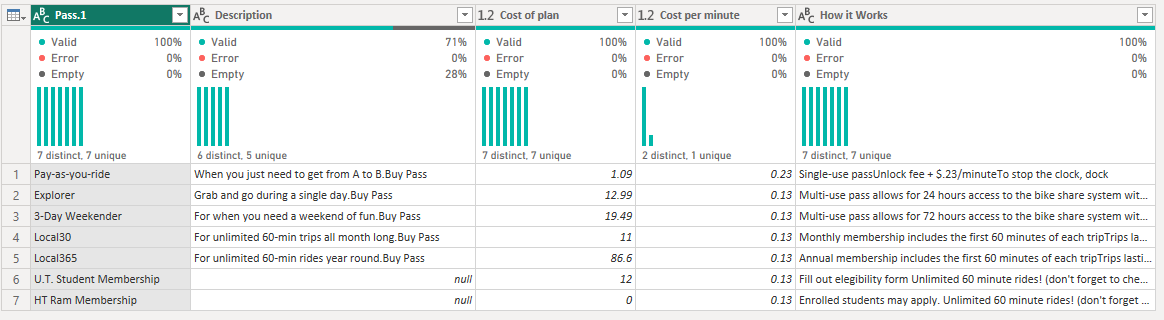 ABC Pass.1 ABC Description 1.2 Cost of plan 1.2 Cost per minute ABC How it Works
Valid 100% Valid 71% Valid 100% Valid 100% Valid 100%
Error 0% Error 0% Error 0% Error 0% Error 0%
Empty 0% Empty 28% Empty 0% Empty 0% Empty 0%
7 distinct, 7 unique 6 distinct, 5 unique 7 distinct, 7 unique 2 distinct, 1 unique 7 distinct, 7 unique
1 Pay-as-you-ride When you just need to get from A to B.Buy Pass 1.09 0.23 Single-use passUnlock fee + $.23/minuteTo stop the clock, dock
2 Explorer Grab and go during a single day.Buy Pass 12.99 0.13 Multi-use pass allows for 24 hours access to the bike share system wit...
3 3-Day Weekender For when you need a weekend of fun.Buy Pass 19.49 0.13 Multi-use pass allows for 72 hours access to the bike share system wit...
4 Local30 For unlimited 60-min trips all month long.Buy Pass 11 0.13 Monthly membership includes the first 60 minutes of each tripTrips la...
5 Local365 For unlimited 60-min rides year round.Buy Pass 86.6 0.13 Annual membership includes the first 60 minutes of each tripTrips lasti...
6 U.T. Student Membership null 12 0.13 Fill out elegibility form Unlimited 60 minute rides! (don't forget to che...
7 HT Ram Membership null 0 0.13 Enrolled students may apply. Unlimited 60 minute rides! (don't forget ...